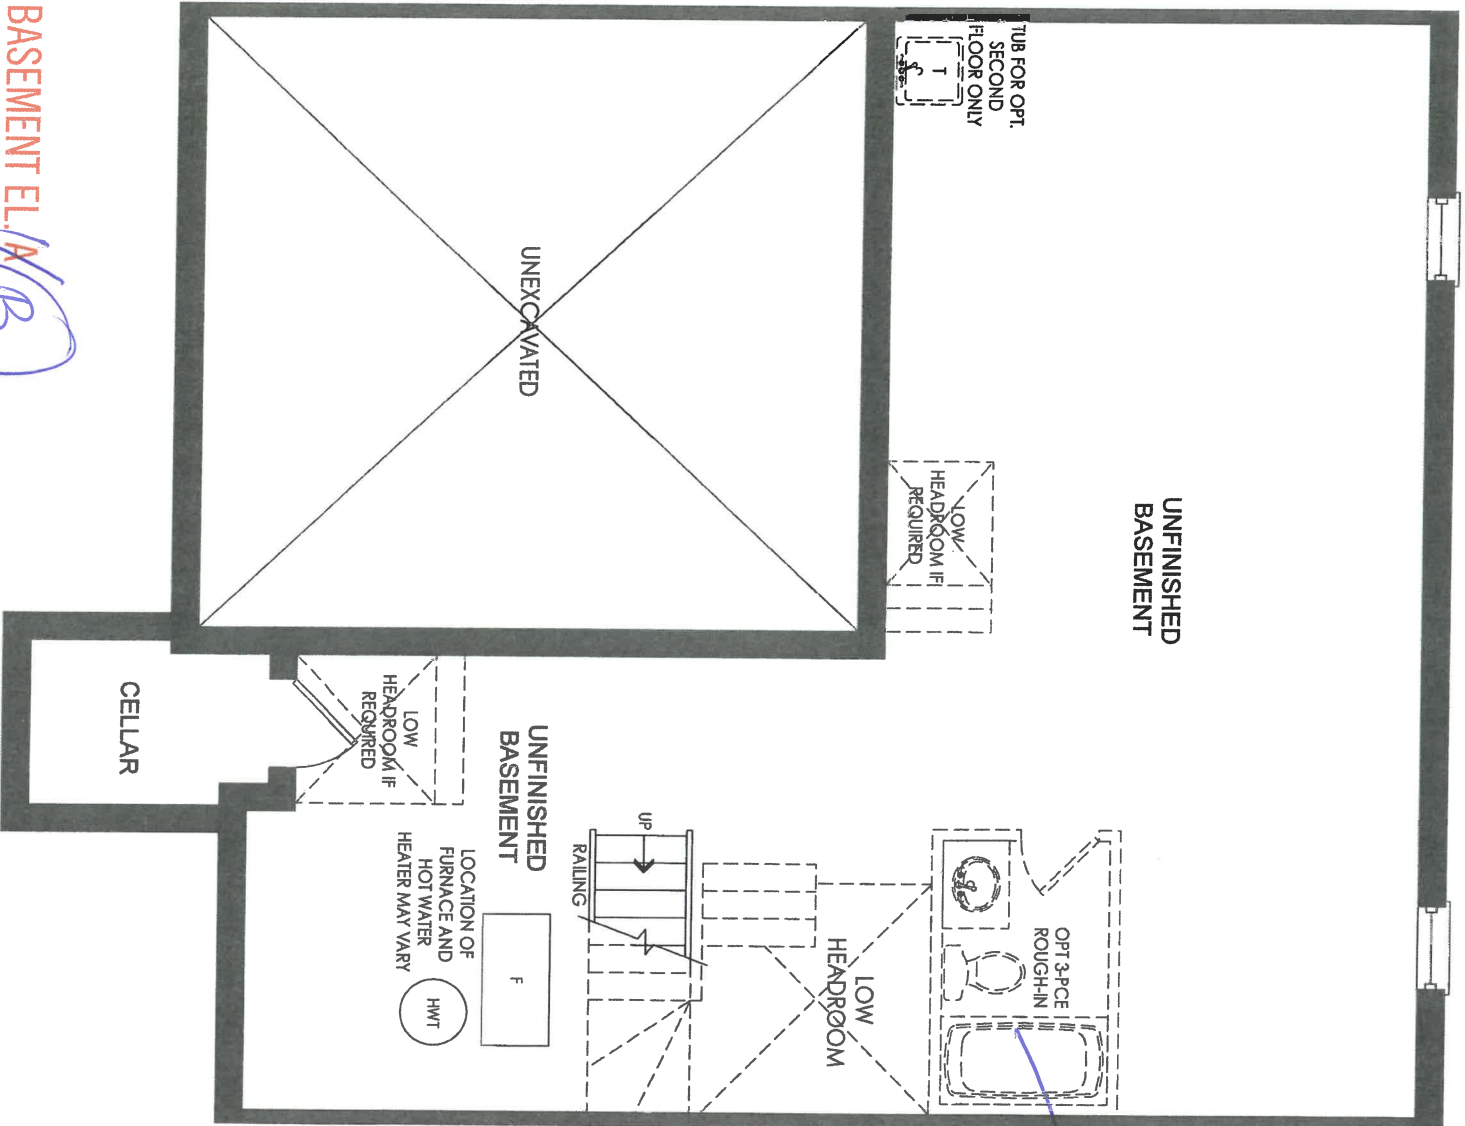 BASEMENT EL. A
/B
TUB FOR OPT.
SECOND
FLOOR ONLY
T
UNEXCAVATED
LOW
HEADROOM IF
REQUIRED
UNFINISHED
BASEMENT
CELLAR
LOW
HEADROOM IF
REQUIRED
UNFINISHED
BASEMENT
UP
RAILING
LOCATION OF
FURNACE AND
HOT WATER
HEATER MAY VARY
F
HWT
LOW
HEADROOM
OPT 3-PCE
ROUGH-IN